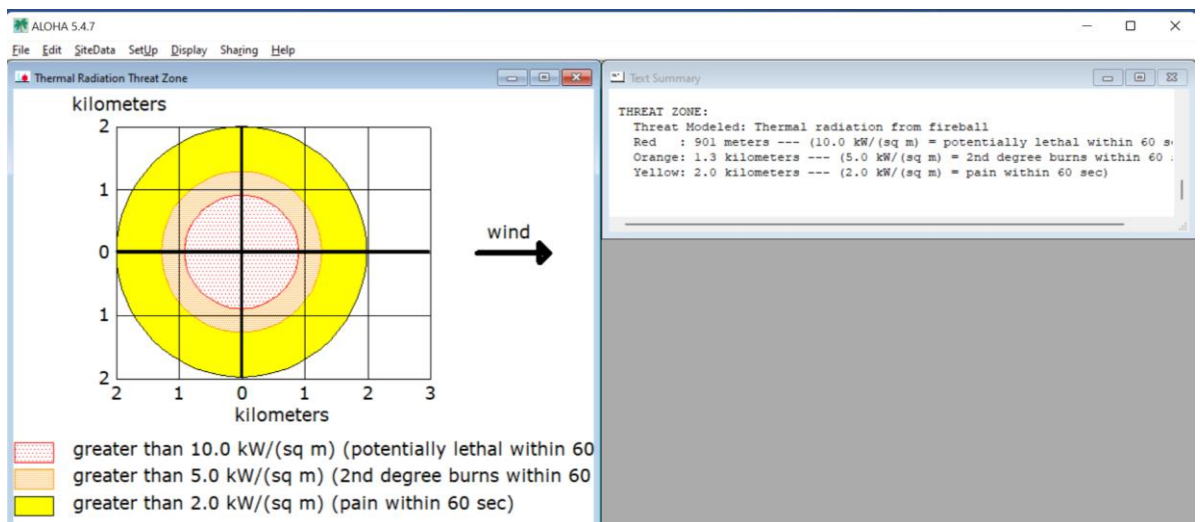 ALOHA 5.4.7
File Edit SiteData SetUp Display Sharing Help
Thermal Radiation Threat Zone
kilometers
2
1
0
1
2
2 1 0 1 2 3
kilometers
wind
greater than 10.0 kW/(sq m) (potentially lethal within 60
greater than 5.0 kW/(sq m) (2nd degree burns within 60
greater than 2.0 kW/(sq m) (pain within 60 sec)
Text Summary
THREAT ZONE:
Threat Modeled: Thermal radiation from fireball
Red : 901 meters --- (10.0 kW/(sq m) = potentially lethal within 60 s
Orange: 1.3 kilometers --- (5.0 kW/(sq m) = 2nd degree burns within 60
Yellow: 2.0 kilometers --- (2.0 kW/(sq m) = pain within 60 sec)